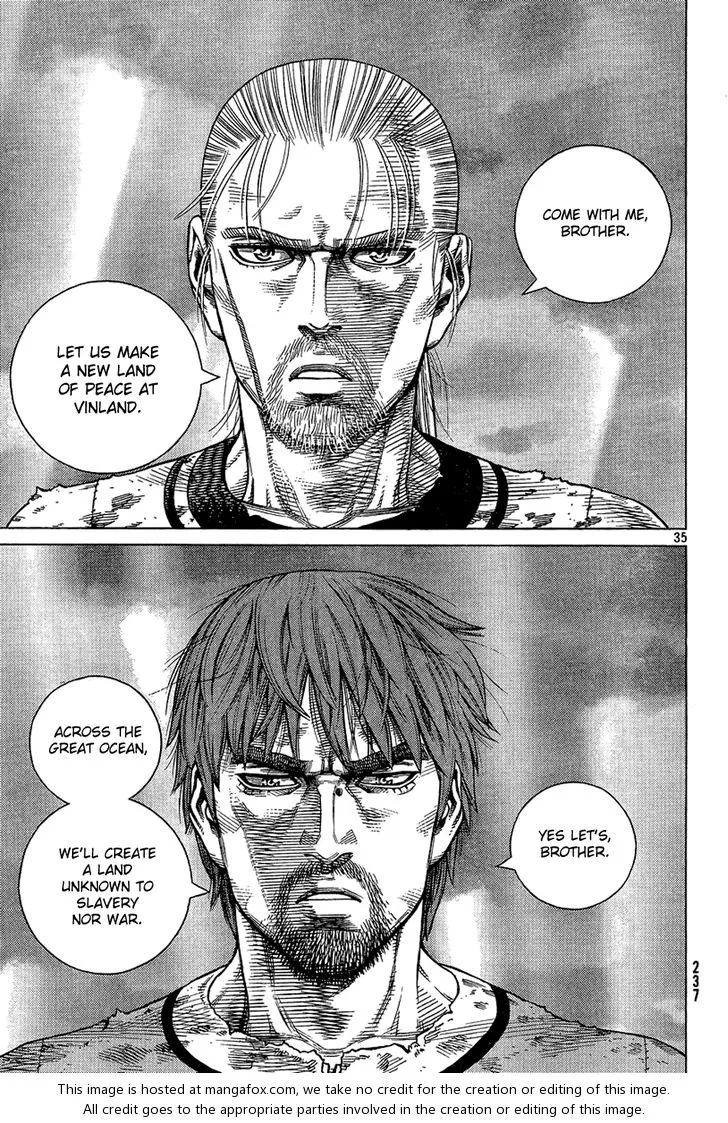 COME WITH ME,
BROTHER.
LET US MAKE
A NEW LAND
OF PEACE AT
VINLAND.
35
YES LET'S,
BROTHER.
ACROSS THE
GREAT OCEAN,
WE'LL CREATE
A LAND
UNKNOWN TO
SLAVERY
NOR WAR.
237
This image is hosted at mangafox.com, we take no credit for the creation or editing of this image.
All credit goes to the appropriate parties involved in the creation or editing of this image.